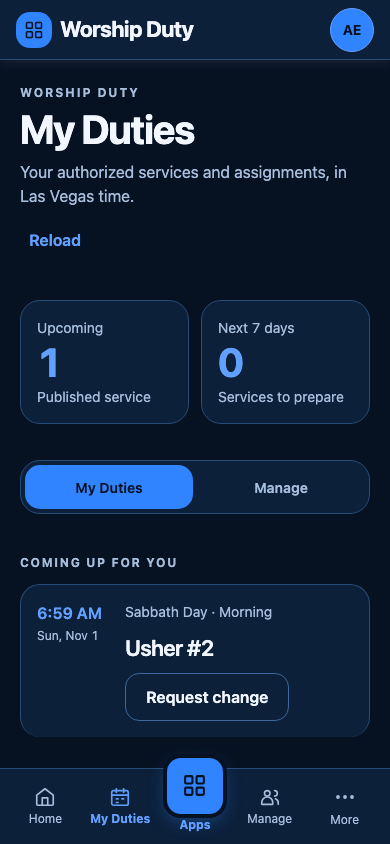 Worship Duty
AE
WORSHIP DUTY
My Duties
Your authorized services and assignments, in
Las Vegas time.
Reload
Upcoming
1
Published service
Next 7 days
0
Services to prepare
My Duties
Manage
COMING UP FOR YOU
6:59 AM
Sun, Nov 1
Sabbath Day · Morning
Usher #2
Request change
Home
My Duties
Apps
Manage
More